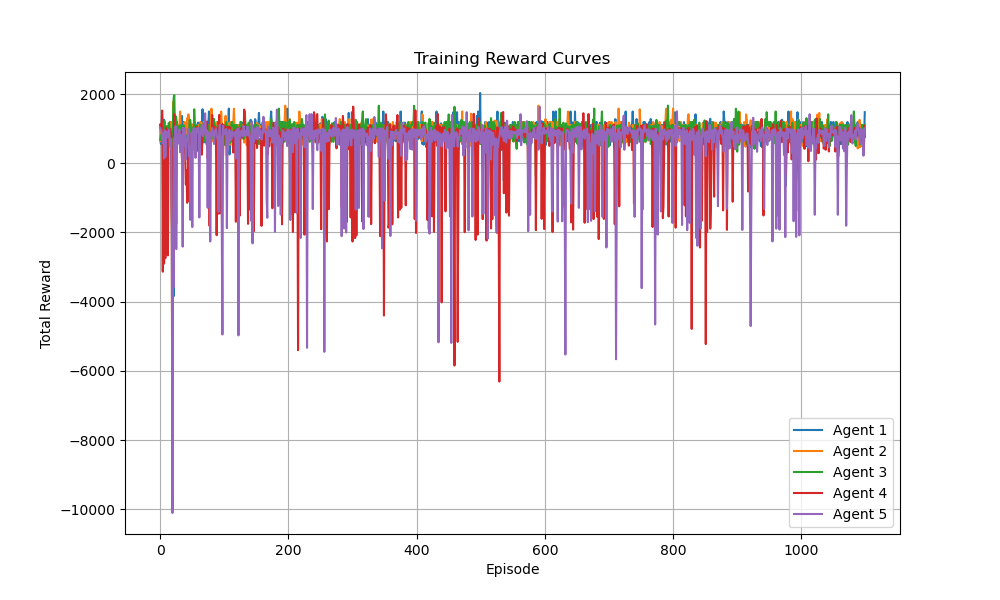 Training Reward Curves
2000
0
−2000
−4000
−6000
−8000
−10000
Total Reward
0
200
400
600
800
1000
Episode
Agent 1
Agent 2
Agent 3
Agent 4
Agent 5